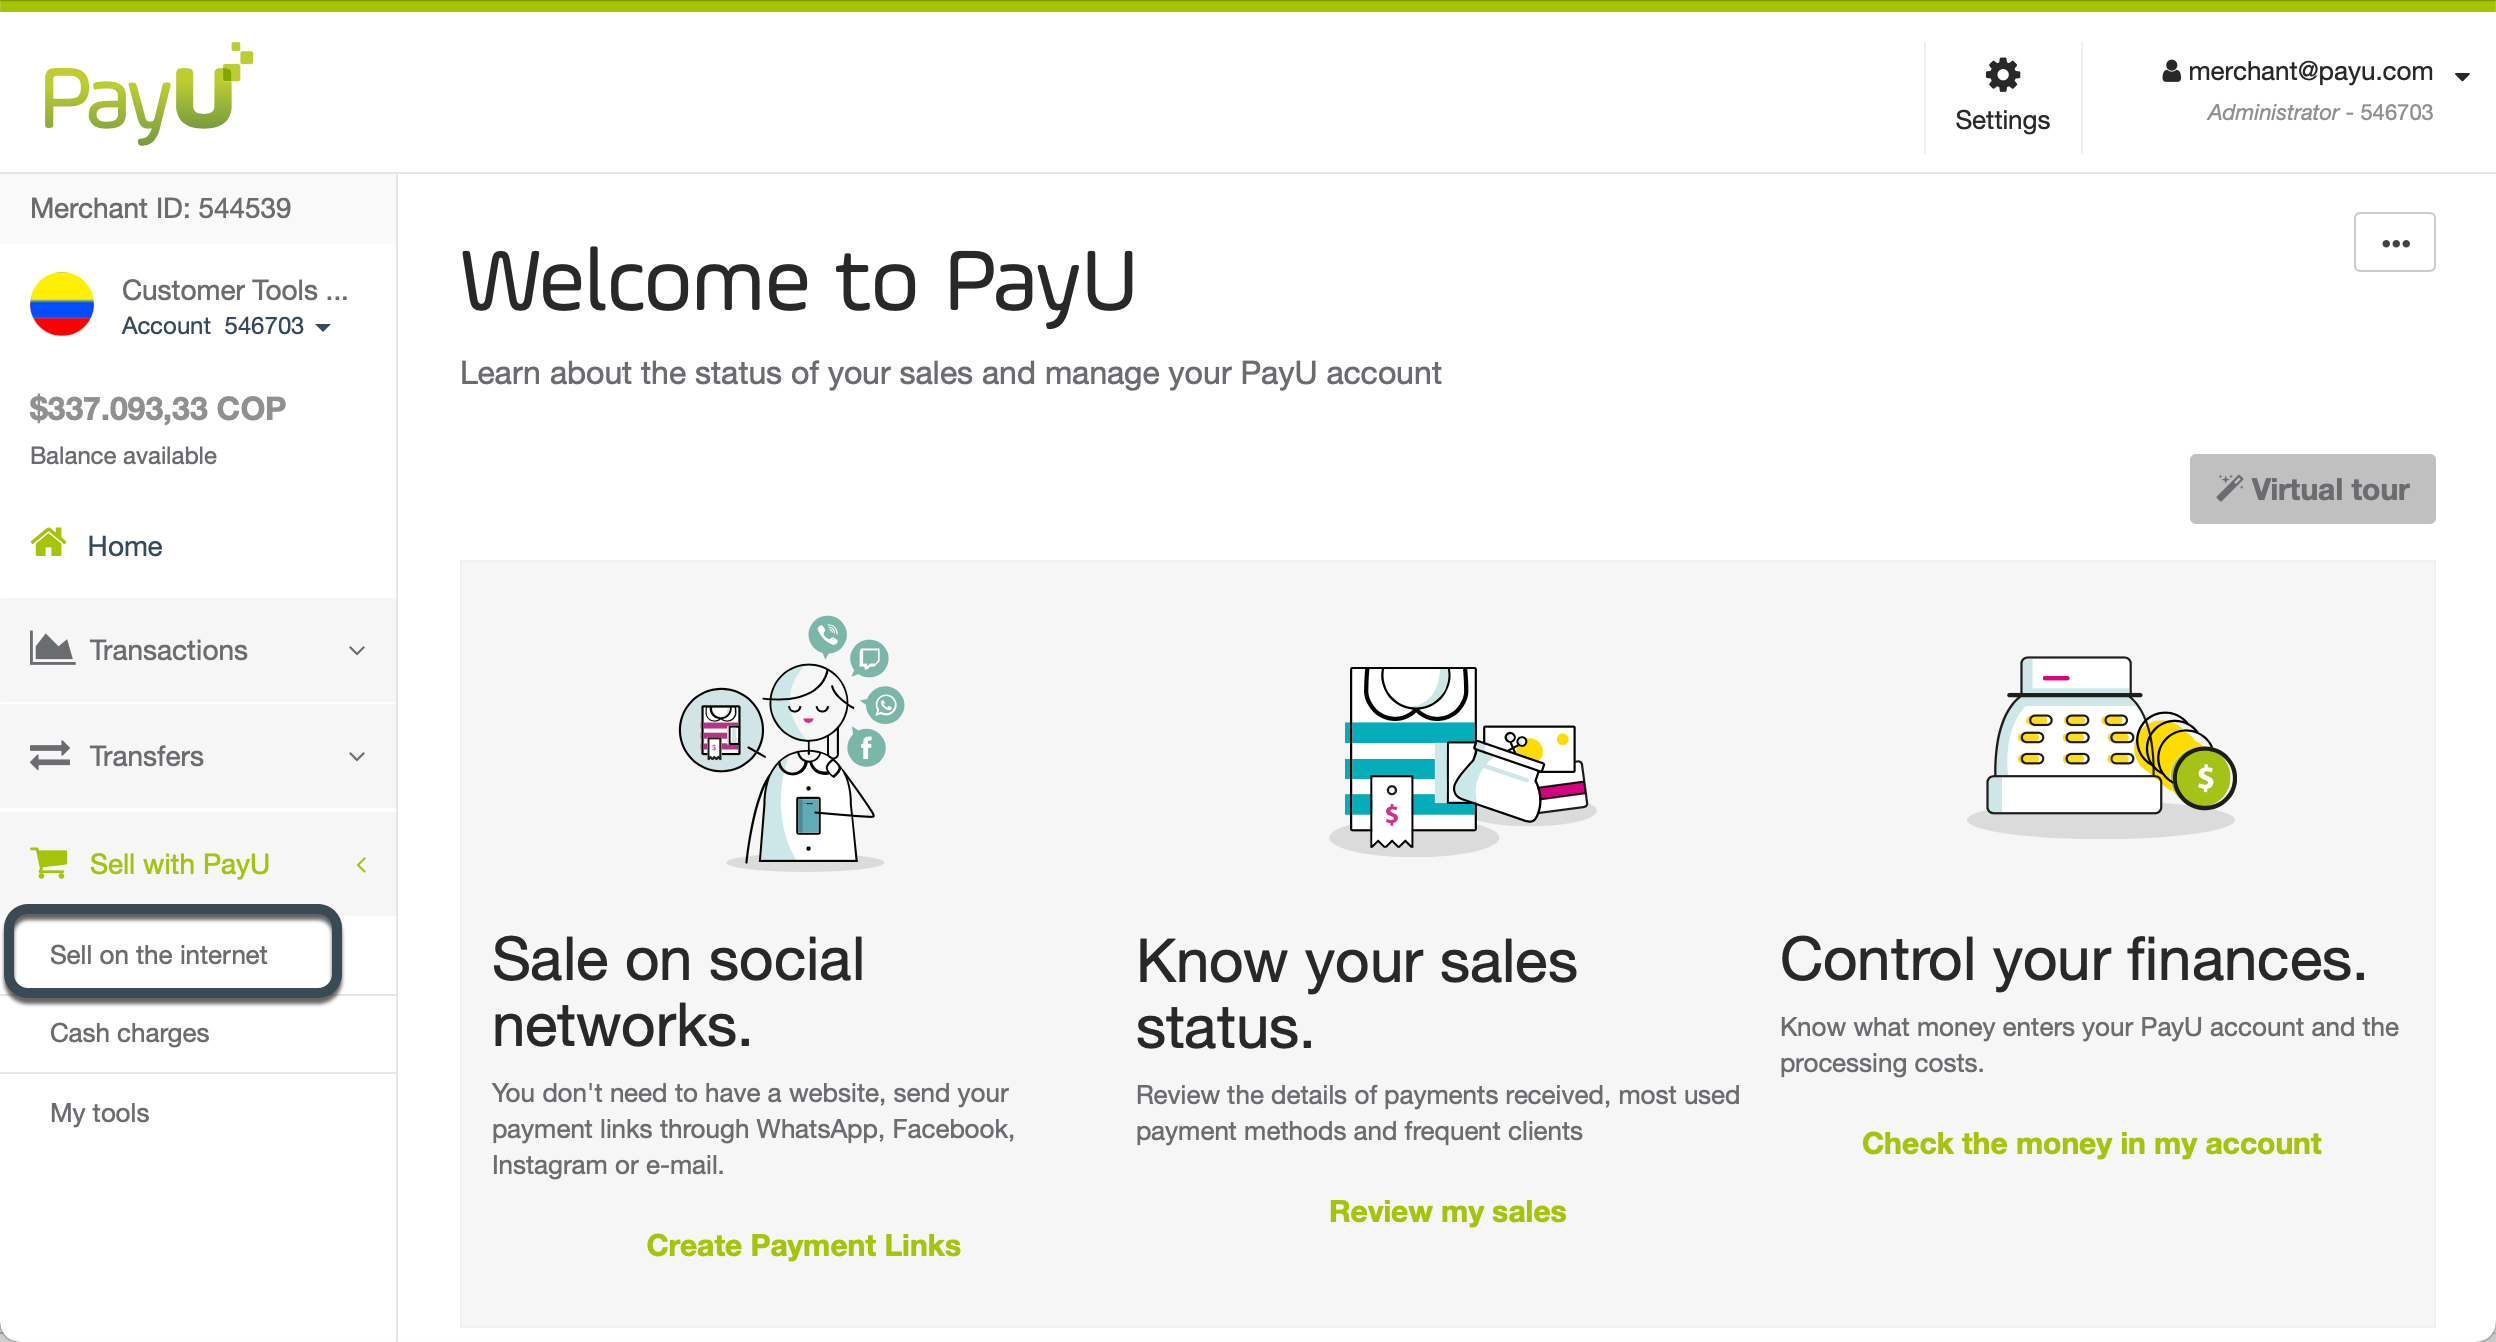 PayU
Settings
merchant@payu.com
Administrator - 546703
Merchant ID: 544539
Customer Tools ...
Account 546703
$337.093,33 COP
Balance available
Home
Transactions
Transfers
Sell with PayU
Sell on the internet
Cash charges
My tools
Welcome to PayU
•••
Learn about the status of your sales and manage your PayU account
Virtual tour
Sale on social
networks.
You don't need to have a website, send your
payment links through WhatsApp, Facebook,
Instagram or e-mail.
Create Payment Links
$
Know your sales
status.
Review the details of payments received, most used
payment methods and frequent clients
Review my sales
$
Control your finances.
Know what money enters your PayU account and the
processing costs.
Check the money in my account